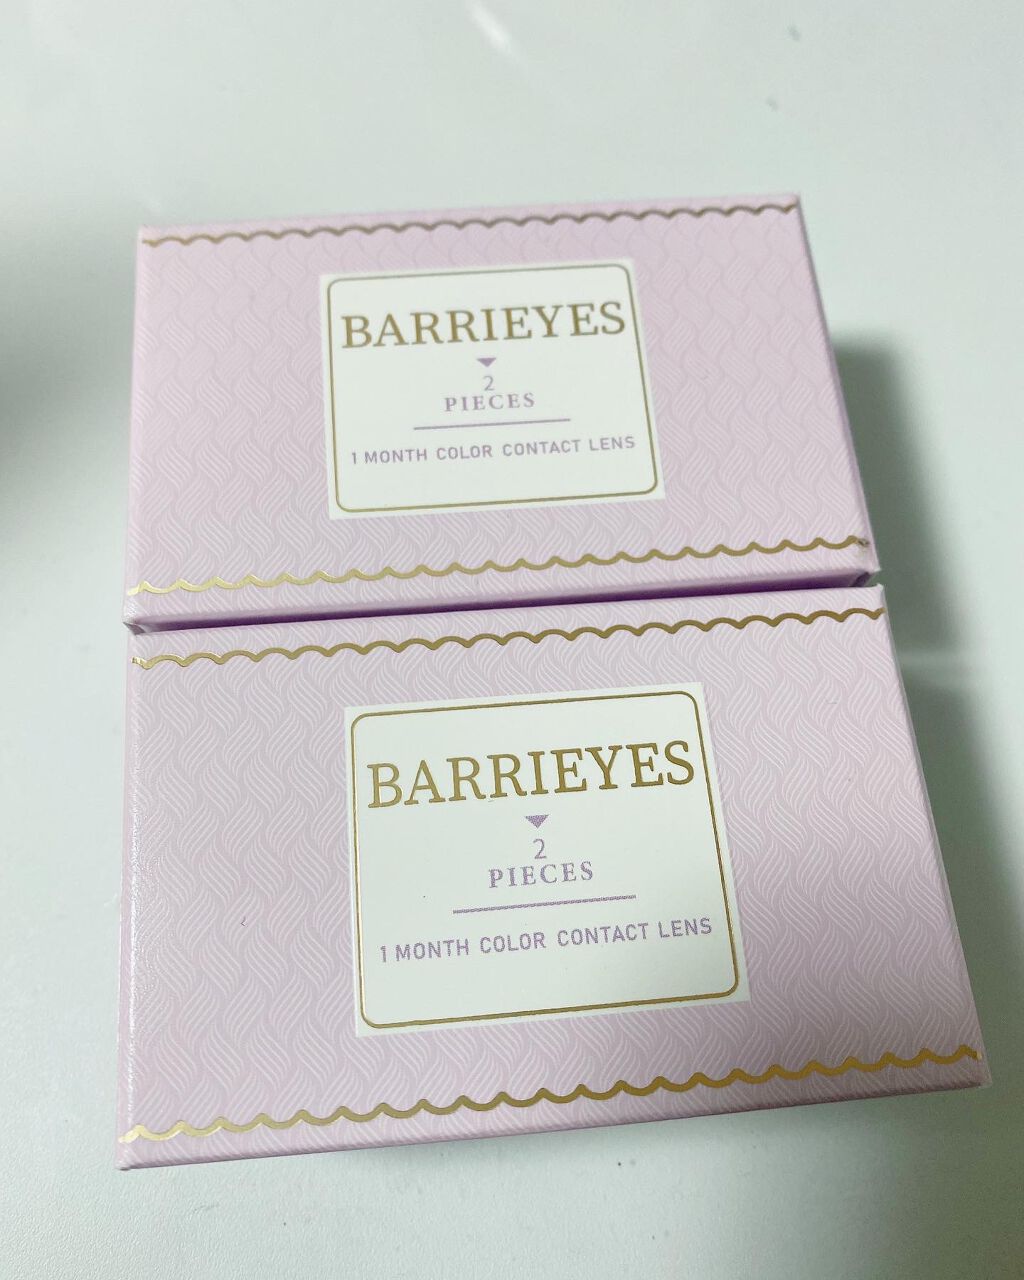 BARRIEYES
2
PIECES
1 MONTH COLOR CONTACT LENS
BARRIEYES
2
PIECES
1 MONTH COLOR CONTACT LENS